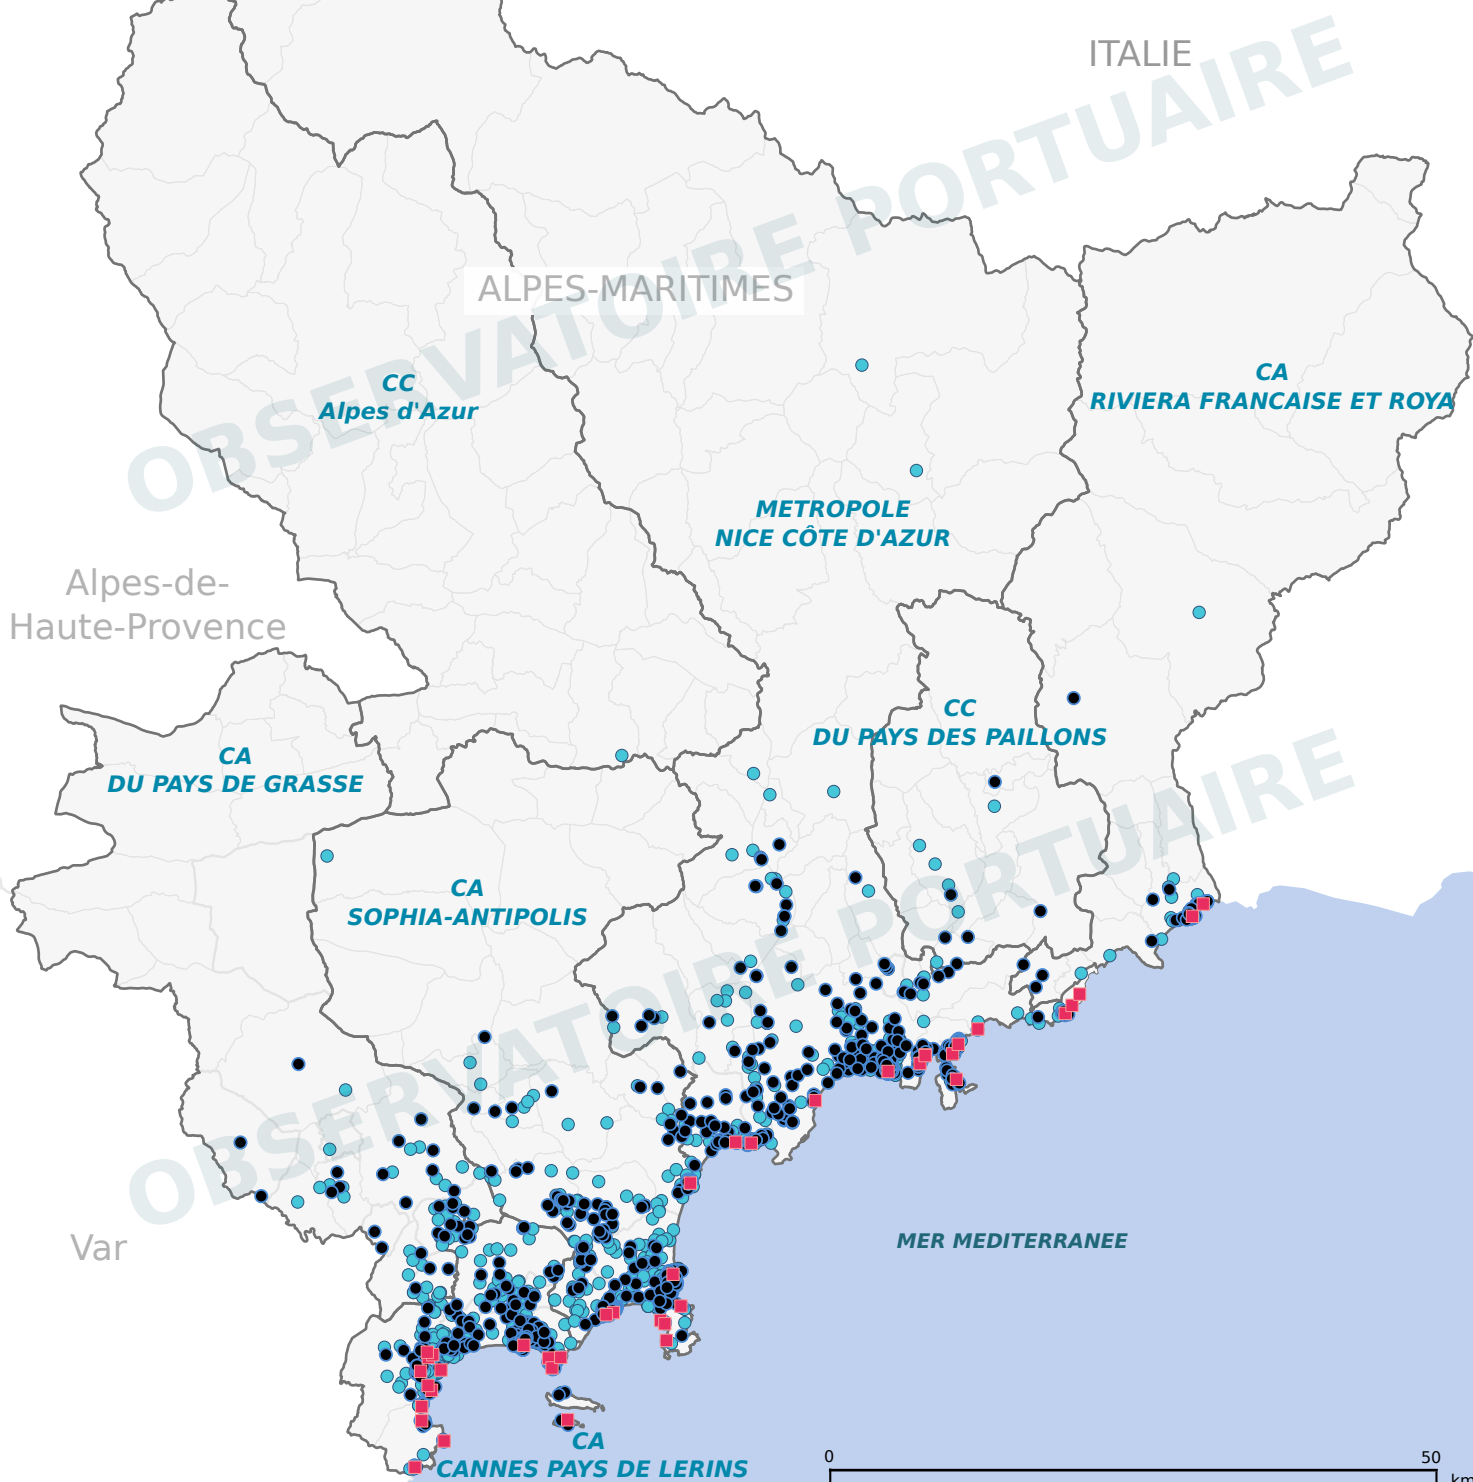 ITALIE
OBSERVATOIRE PORTUAIRE
ALPES-MARITIMES
CC
Alpes d'Azur
CA
RIVIERA FRANCAISE ET ROYA
METROPOLE
NICE CÔTE D'AZUR
Alpes-de-
Haute-Provence
CC
DU PAYS DES PAILLONS
CA
DU PAYS DE GRASSE
OBSERVATOIRE PORTUAIRE
CA
SOPHIA-ANTIPOLIS
Var
MER MEDITERRANEE
CA
CANNES PAYS DE LERINS
0 50
km